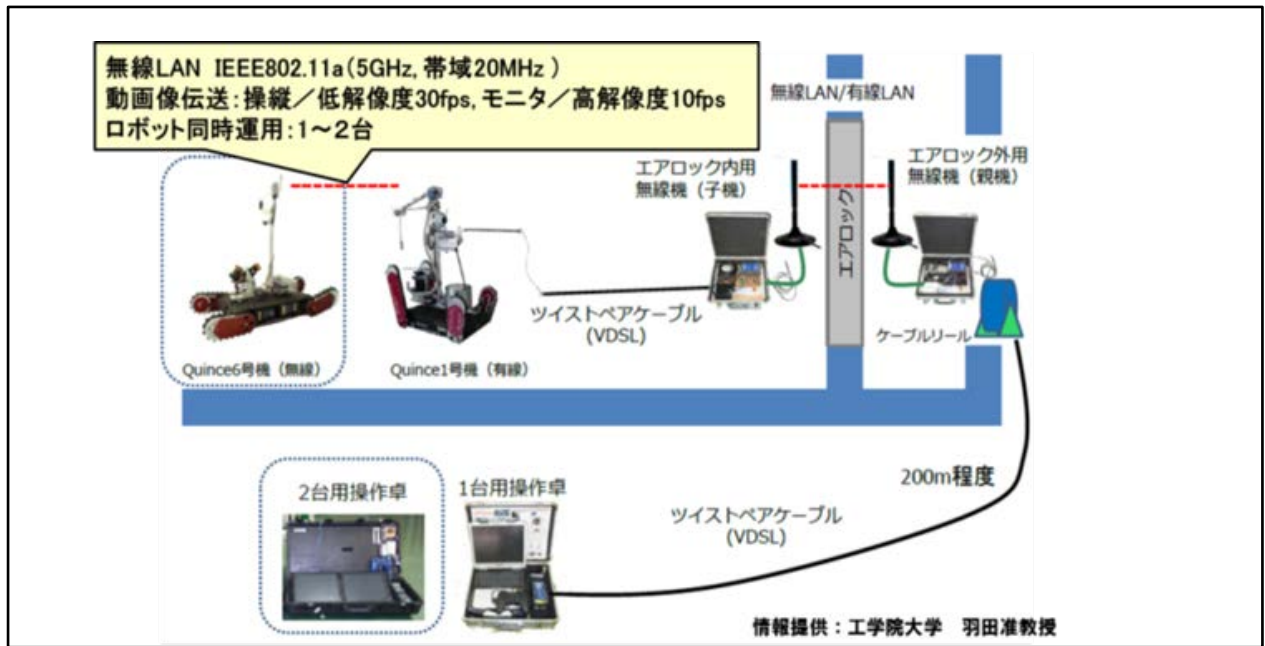 無線LAN IEEE802.11a(5GHz, 帯域20MHz )
動画像伝送:操縦/低解像度30fps, モニタ/高解像度10fps
ロボット同時運用:1～2台
無線LAN/有線LAN
エアロック内用
無線機(子機)
エアロック外用
無線機(親機)
エアロック
ツイストペアケーブル
(VDSL)
ケーブルリール
Quince6号機(無線)
Quince1号機(有線)
200m程度
2台用操作卓
1台用操作卓
ツイストペアケーブル
(VDSL)
情報提供:工学院大学 羽田准教授